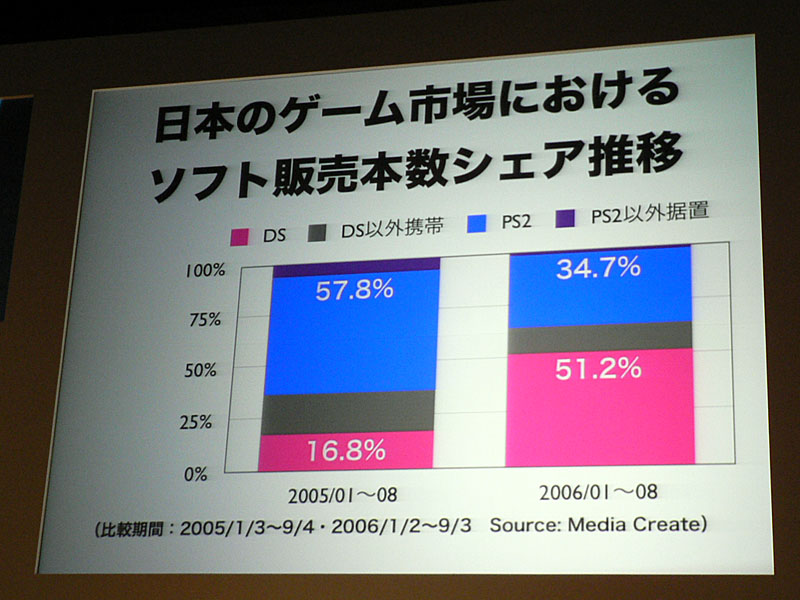 日本のゲーム市場における
ソフト販売本数シェア推移
DS DS以外携帯 PS2 PS2以外据置
100%
75%
50%
25%
0%
57.8%
16.8%
34.7%
51.2%
2005/01〜08 2006/01〜08
（比較期間：2005/1/3〜9/4・2006/1/2〜9/3 Source: Media Create）